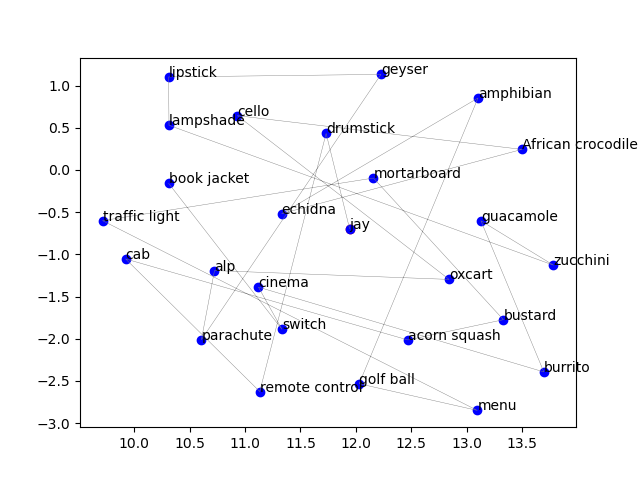 lipstick
geyser
amphibian
lampshade
cello
drumstick
African crocodile
book jacket
mortarboard
traffic light
echidna
jay
guacamole
cab
alp
cinema
oxcart
zucchini
parachute
switch
acorn squash
bustard
remote control
golf ball
burrito
menu
1.0
0.5
0.0
−0.5
−1.0
−1.5
−2.0
−2.5
−3.0
10.0 10.5 11.0 11.5 12.0 12.5 13.0 13.5